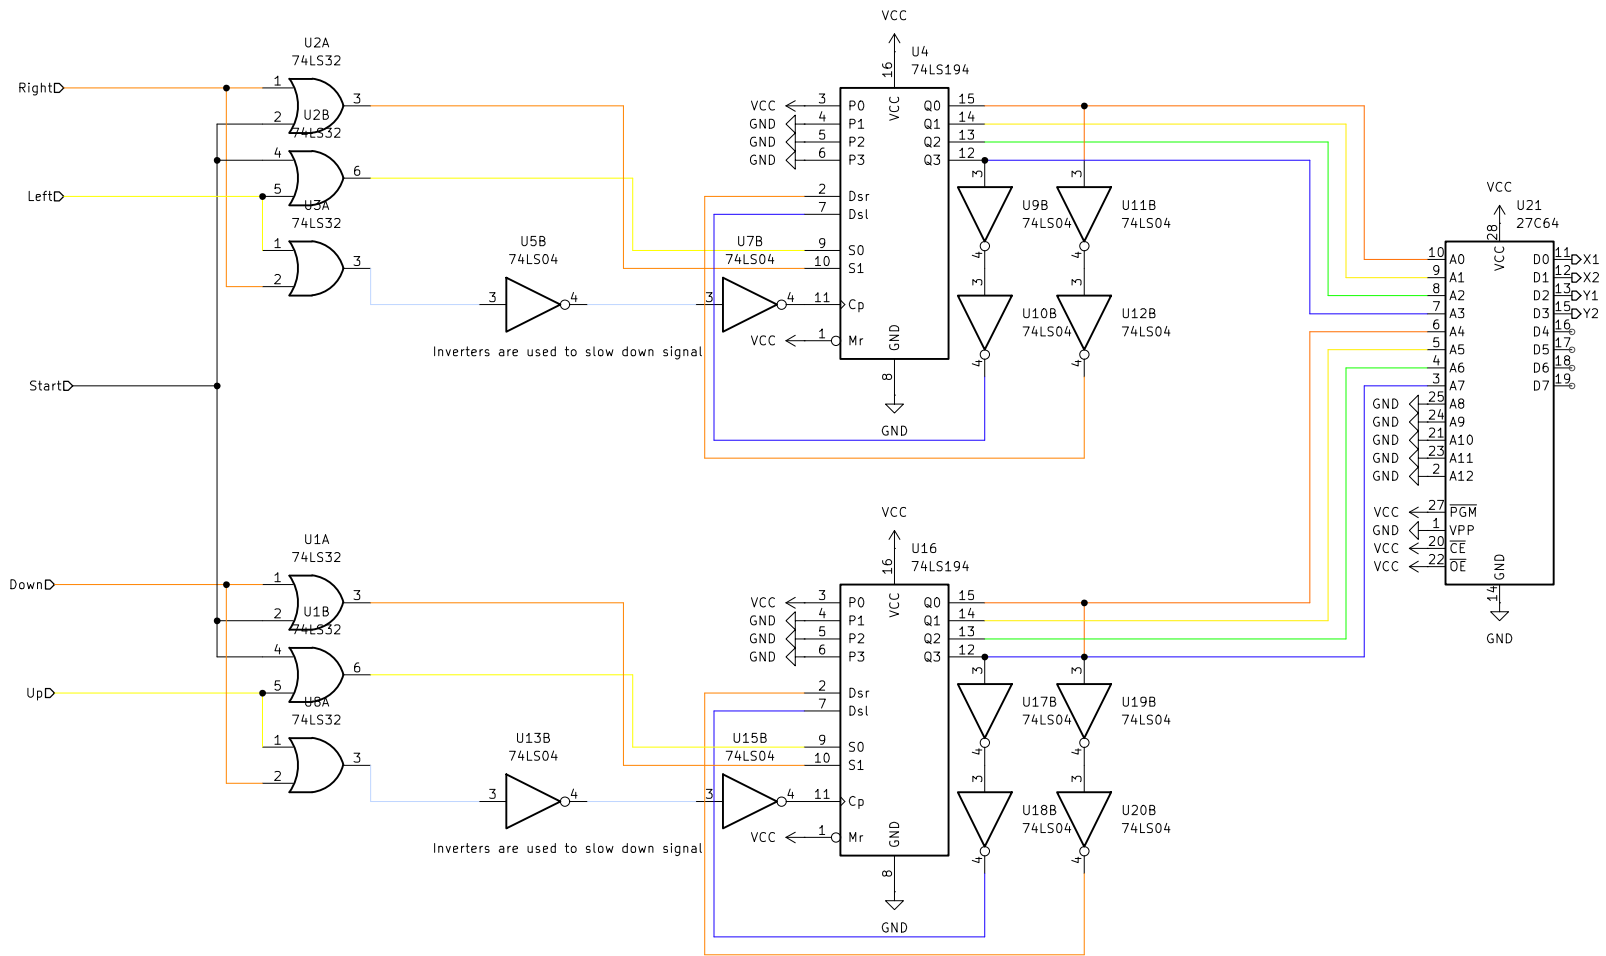 U2A
74LS32
Right
1
2
3
U2B
74LS32
4
5
6
Left
U3A
74LS32
1
2
3
U5B
74LS04
3
4
U7B
74LS04
3
4
Inverters are used to slow down signal
Start
VCC
16
U4
74LS194
VCC
VCC 3 P0
GND 4 P1
GND 5 P2
GND 6 P3
2 Dsr
7 Dsl
9 S0
10 S1
11 Cp
VCC 1 Mr
Q0 15
Q1 14
Q2 13
Q3 12
GND
8
GND
3
U9B
74LS04
4
3
U11B
74LS04
4
3
U10B
74LS04
4
3
U12B
74LS04
4
VCC
28
U21
27C64
VCC
10 A0
9 A1
8 A2
7 A3
6 A4
5 A5
4 A6
3 A7
GND 25 A8
GND 24 A9
GND 21 A10
GND 23 A11
GND 2 A12
VCC 27 PGM
GND 1 VPP
VCC 20 CE
VCC 22 OE
D0 11 X1
D1 12 X2
D2 13 Y1
D3 15 Y2
D4 16
D5 17
D6 18
D7 19
GND
14
GND
U1A
74LS32
Down
1
2
3
U1B
74LS32
4
5
6
Up
U8A
74LS32
1
2
3
U13B
74LS04
3
4
U15B
74LS04
3
4
Inverters are used to slow down signal
VCC
16
U16
74LS194
VCC
VCC 3 P0
GND 4 P1
GND 5 P2
GND 6 P3
2 Dsr
7 Dsl
9 S0
10 S1
11 Cp
VCC 1 Mr
Q0 15
Q1 14
Q2 13
Q3 12
GND
8
GND
3
U17B
74LS04
4
3
U19B
74LS04
4
3
U18B
74LS04
4
3
U20B
74LS04
4